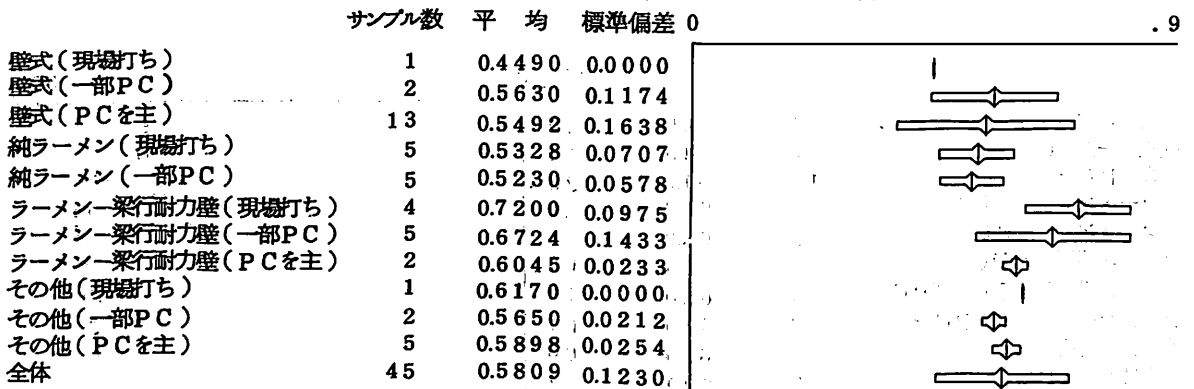 サンプル数 平 均 標準偏差 0 .9
壁式(現場打ち) 1 0.4490 0.0000
壁式(一部PC) 2 0.5630 0.1174
壁式(PCを主) 13 0.5492 0.1638
純ラーメン(現場打ち) 5 0.5328 0.0707
純ラーメン(一部PC) 5 0.5230 0.0578
ラーメン一梁行耐力壁(現場打ち) 4 0.7200 0.0975
ラーメン一梁行耐力壁(一部PC) 5 0.6724 0.1433
ラーメン一梁行耐力壁(PCを主) 2 0.6045 0.0233
その他(現場打ち) 1 0.6170 0.0000
その他(一部PC) 2 0.5650 0.0212
その他(PCを主) 5 0.5898 0.0254
全体 45 0.5809 0.1230